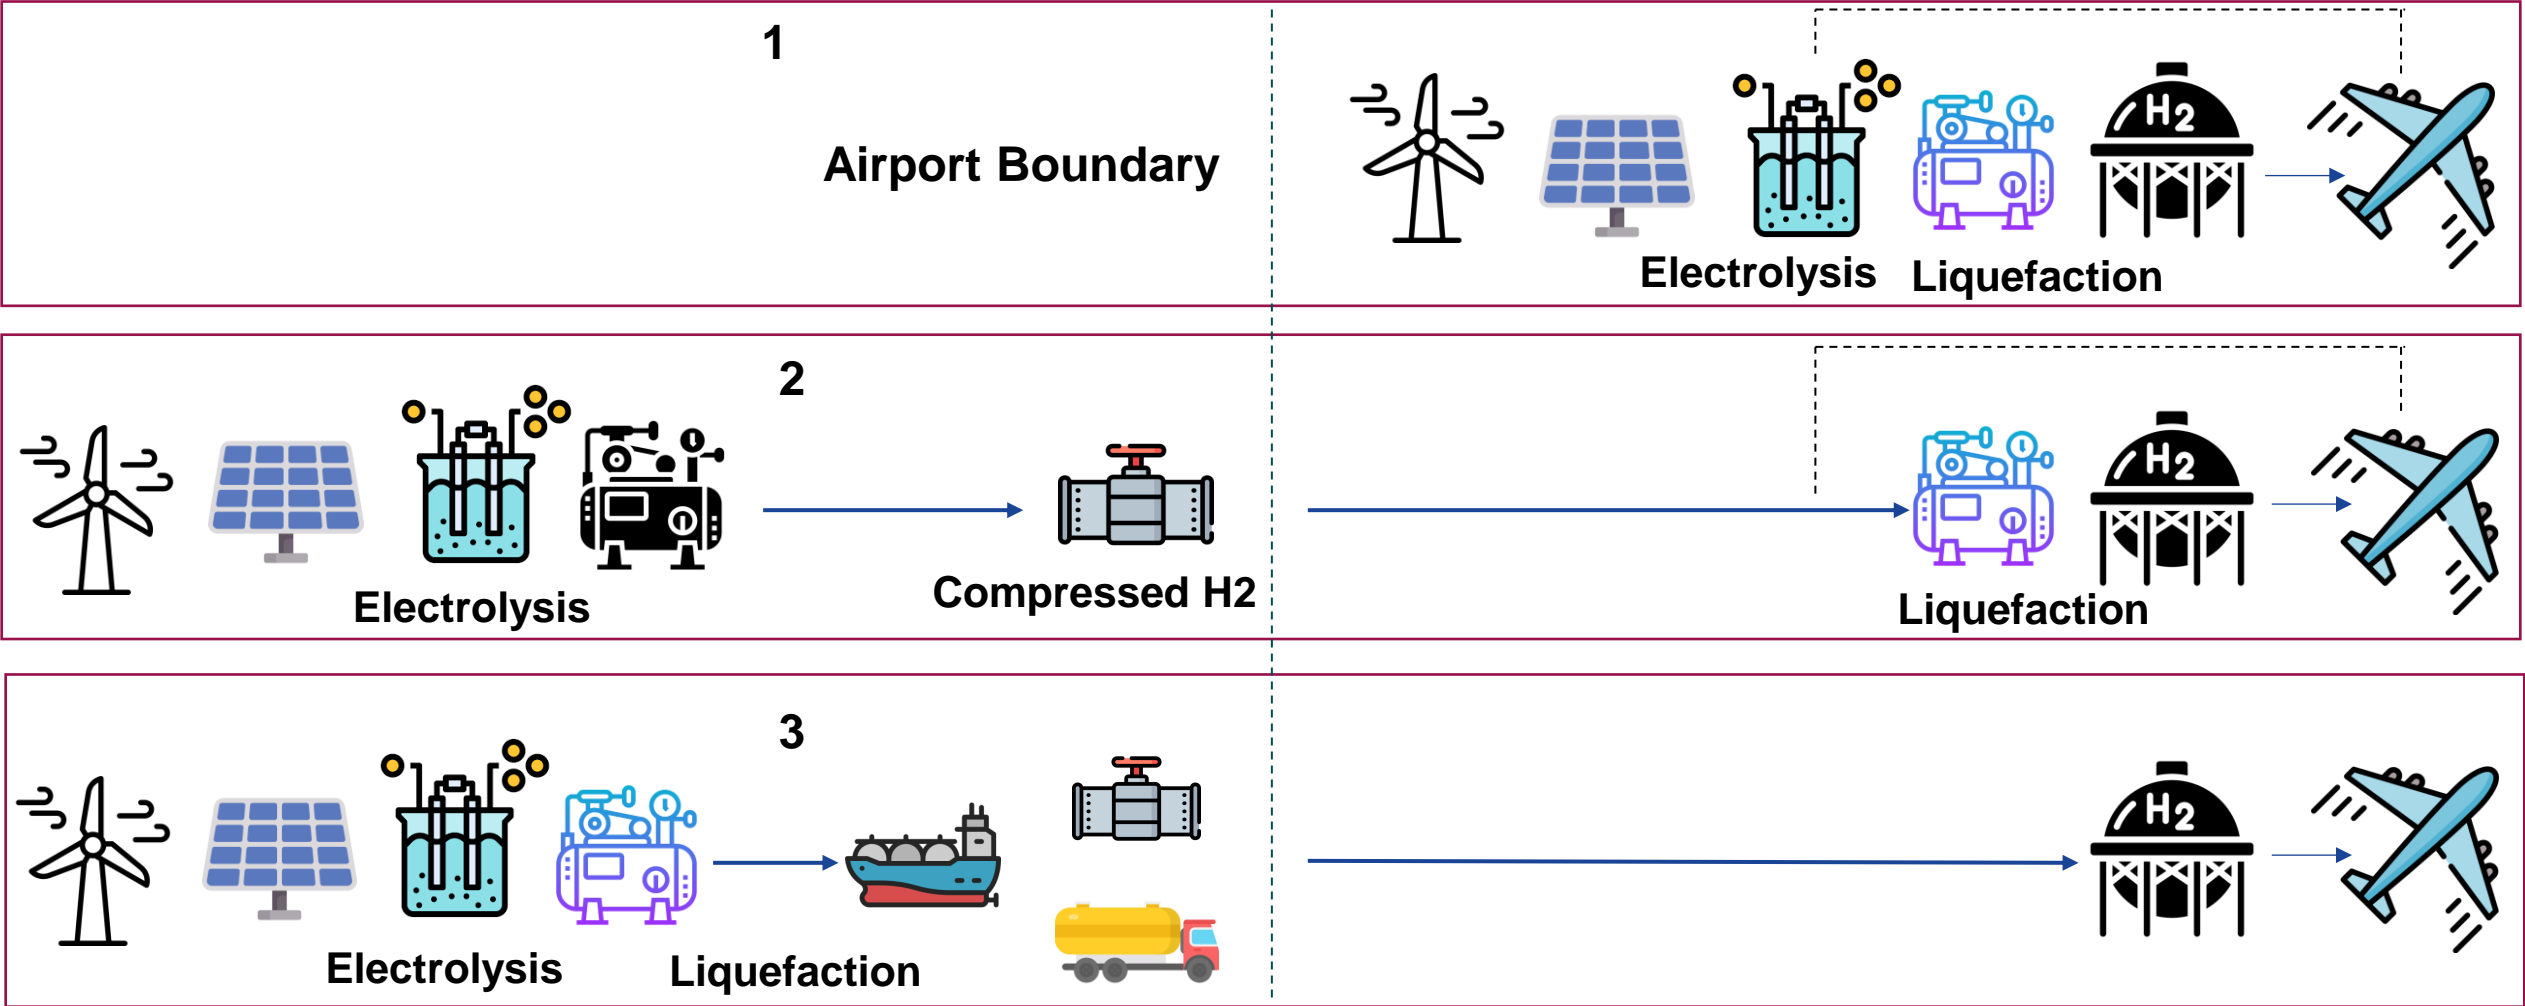 1
Airport Boundary
H2
Electrolysis Liquefaction
2
H2
Electrolysis
Compressed H2
Liquefaction
3
H2
Electrolysis
Liquefaction